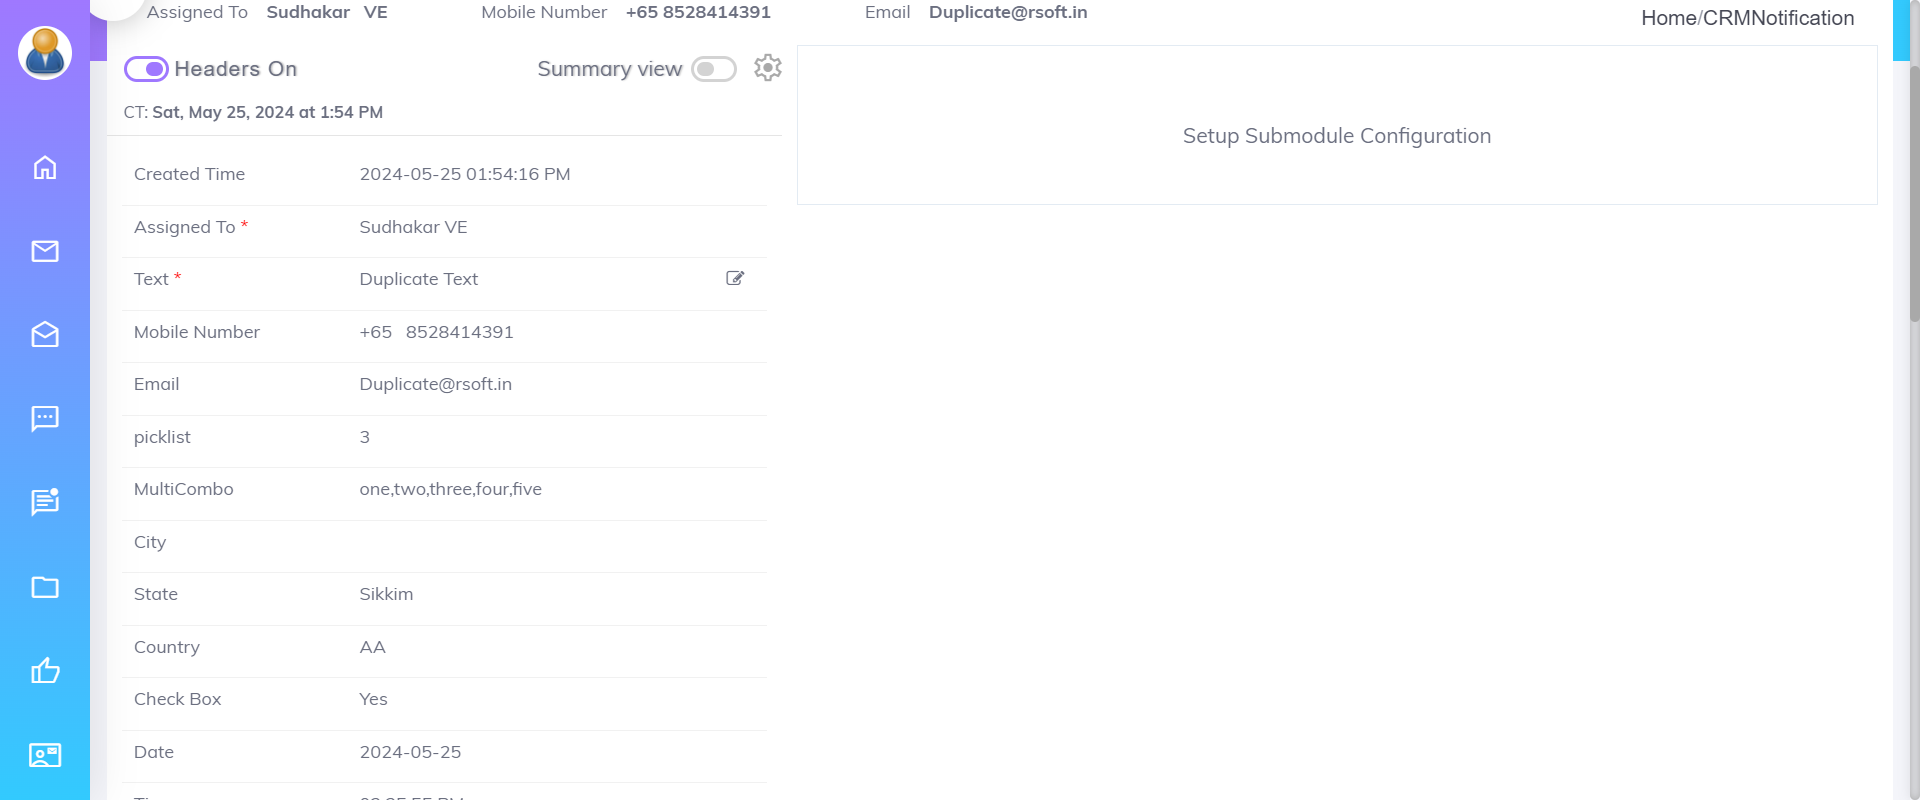 Assigned To Sudhakar VE Mobile Number +65 8528414391 Email Duplicate@rsoft.in
Home/CRMNotification
Headers On Summary view
CT: Sat, May 25, 2024 at 1:54 PM
Setup Submodule Configuration
Created Time 2024-05-25 01:54:16 PM
Assigned To * Sudhakar VE
Text * Duplicate Text
Mobile Number +65 8528414391
Email Duplicate@rsoft.in
picklist 3
MultiCombo one,two,three,four,five
City
State Sikkim
Country AA
Check Box Yes
Date 2024-05-25